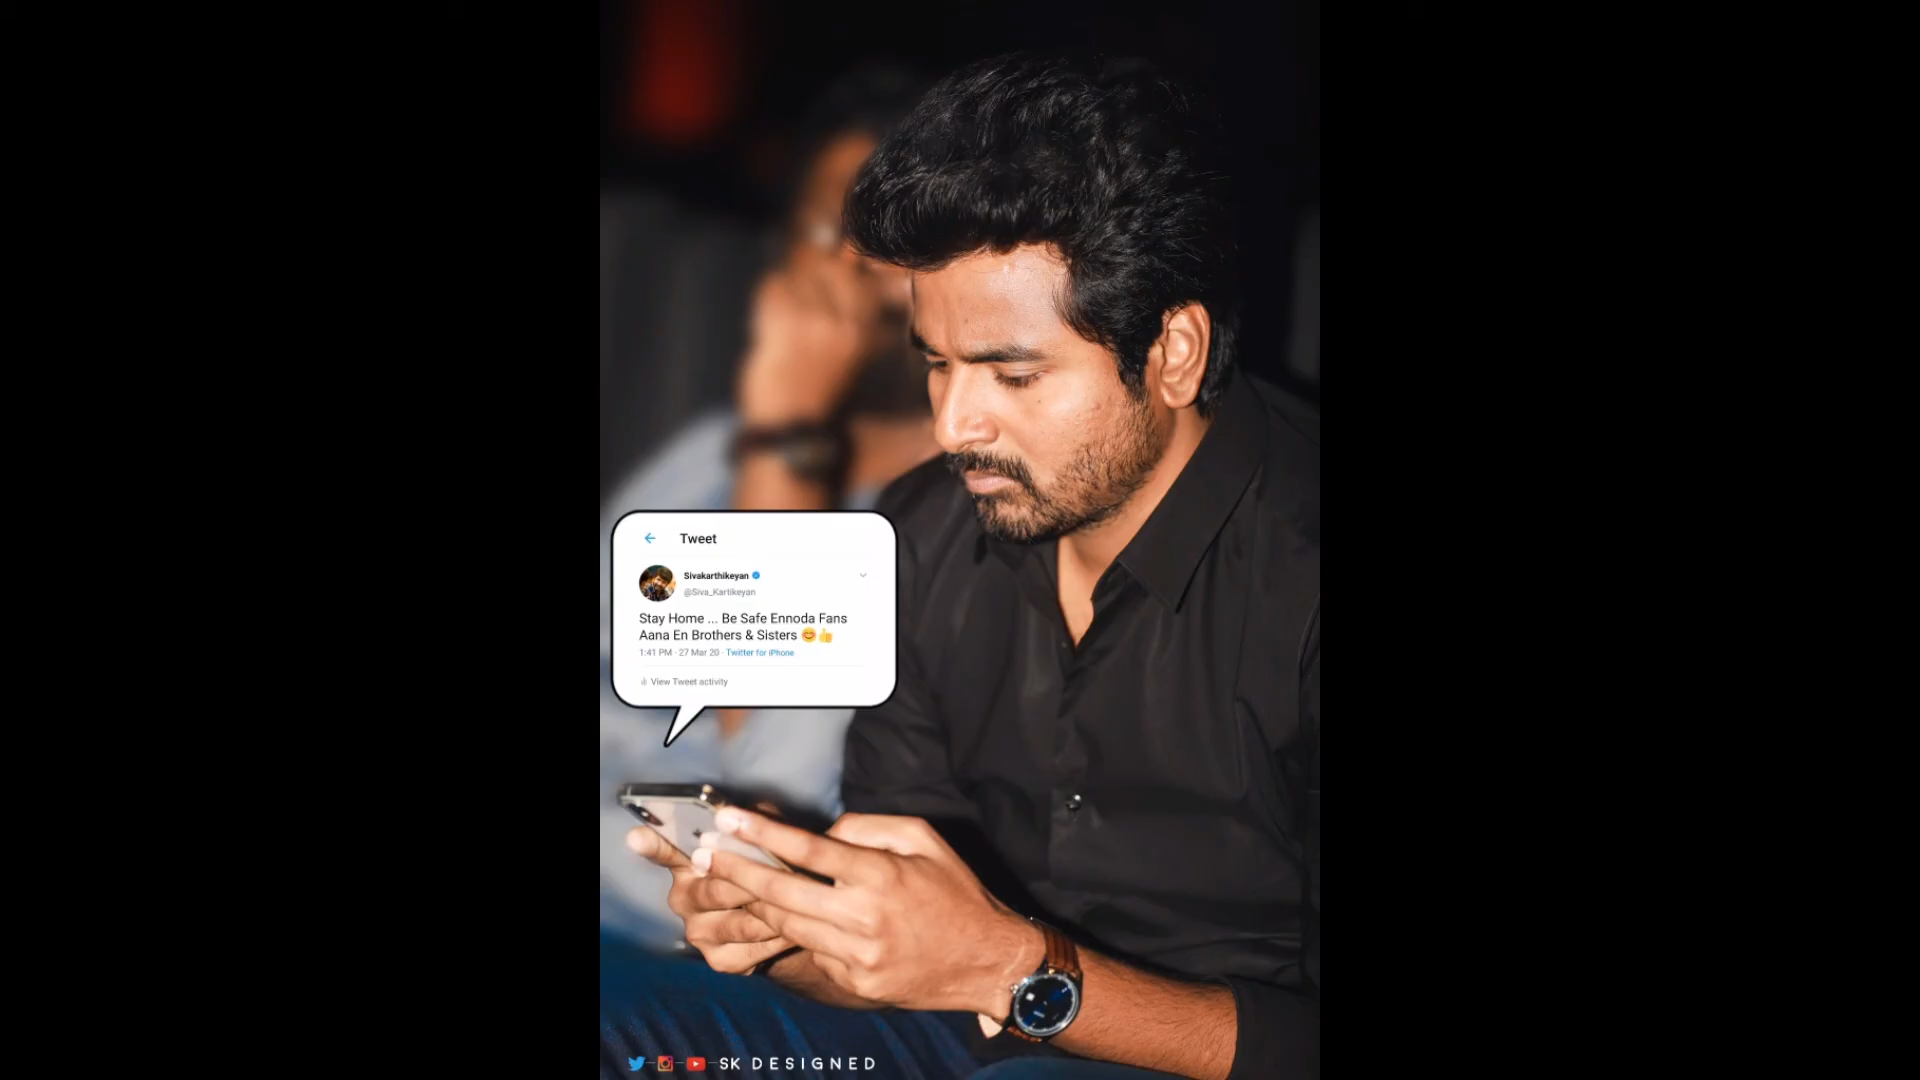 Tweet
Sivakarthikeyan
@Siva_Kartikeyan
Stay Home ... Be Safe Ennoda Fans
Aana En Brothers & Sisters 😊👍
1:41 PM · 27 Mar 20 · Twitter for iPhone
View Tweet activity
SK DESIGNED